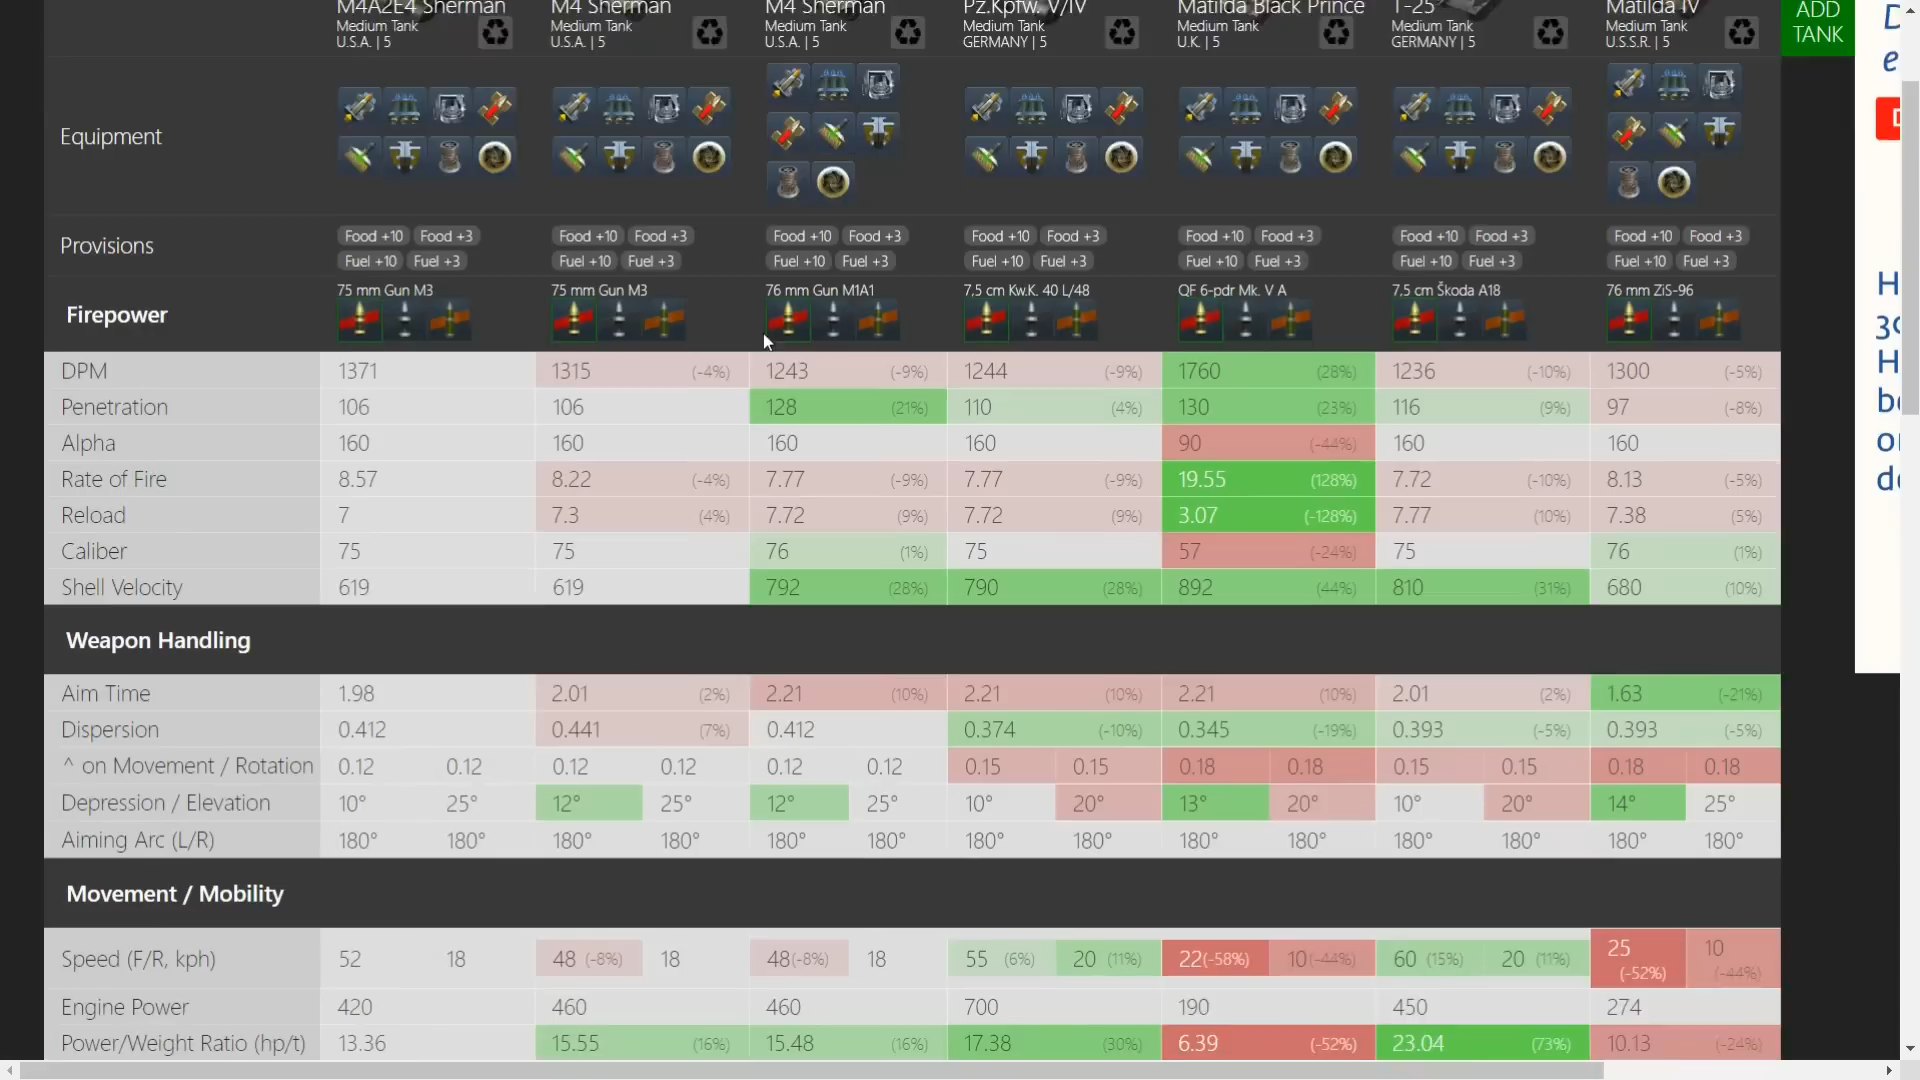 M4A2E4 Sherman M4 Sherman M4 Sherman Pz.Kpfw. V/IV Matilda Black Prince T-25 Matilda IV
Medium Tank Medium Tank Medium Tank Medium Tank Medium Tank Medium Tank Medium Tank
U.S.A. | 5 U.S.A. | 5 U.S.A. | 5 GERMANY | 5 U.K. | 5 GERMANY | 5 U.S.S.R. | 5
ADD
TANK
Equipment
Provisions
Food +10 Food +3 Food +10 Food +3 Food +10 Food +3 Food +10 Food +3 Food +10 Food +3 Food +10 Food +3 Food +10 Food +3
Fuel +10 Fuel +3 Fuel +10 Fuel +3 Fuel +10 Fuel +3 Fuel +10 Fuel +3 Fuel +10 Fuel +3 Fuel +10 Fuel +3 Fuel +10 Fuel +3
75 mm Gun M3 75 mm Gun M3 76 mm Gun M1A1 7,5 cm Kw.K. 40 L/48 QF 6-pdr Mk. V A 7,5 cm Škoda A18 76 mm ZiS-96
Firepower
DPM 1371 1315 (-4%) 1243 (-9%) 1244 (-9%) 1760 (28%) 1236 (-10%) 1300 (-5%)
Penetration 106 106 128 (21%) 110 (4%) 130 (23%) 116 (9%) 97 (-8%)
Alpha 160 160 160 160 90 (-44%) 160 160
Rate of Fire 8.57 8.22 (-4%) 7.77 (-9%) 7.77 (-9%) 19.55 (128%) 7.72 (-10%) 8.13 (-5%)
Reload 7 7.3 (4%) 7.72 (9%) 7.72 (9%) 3.07 (-128%) 7.77 (10%) 7.38 (5%)
Caliber 75 75 76 (1%) 75 57 (-24%) 75 76 (1%)
Shell Velocity 619 619 792 (28%) 790 (28%) 892 (44%) 810 (31%) 680 (10%)
Weapon Handling
Aim Time 1.98 2.01 (2%) 2.21 (10%) 2.21 (10%) 2.21 (10%) 2.01 (2%) 1.63 (-21%)
Dispersion 0.412 0.441 (7%) 0.412 0.374 (-10%) 0.345 (-19%) 0.393 (-5%) 0.393 (-5%)
^ on Movement / Rotation 0.12 0.12 0.12 0.12 0.12 0.12 0.15 0.15 0.18 0.18 0.15 0.15 0.18 0.18
Depression / Elevation 10° 25° 12° 25° 12° 25° 10° 20° 13° 20° 10° 20° 14° 25°
Aiming Arc (L/R) 180° 180° 180° 180° 180° 180° 180° 180° 180° 180° 180° 180° 180° 180°
Movement / Mobility
Speed (F/R, kph) 52 18 48 (-8%) 18 48(-8%) 18 55 (6%) 20 (11%) 22(-58%) 10(-44%) 60 (15%) 20 (11%) 25 (-52%) 10 (-44%)
Engine Power 420 460 460 700 190 450 274
Power/Weight Ratio (hp/t) 13.36 15.55 (16%) 15.48 (16%) 17.38 (30%) 6.39 (-52%) 23.04 (73%) 10.13 (-24%)